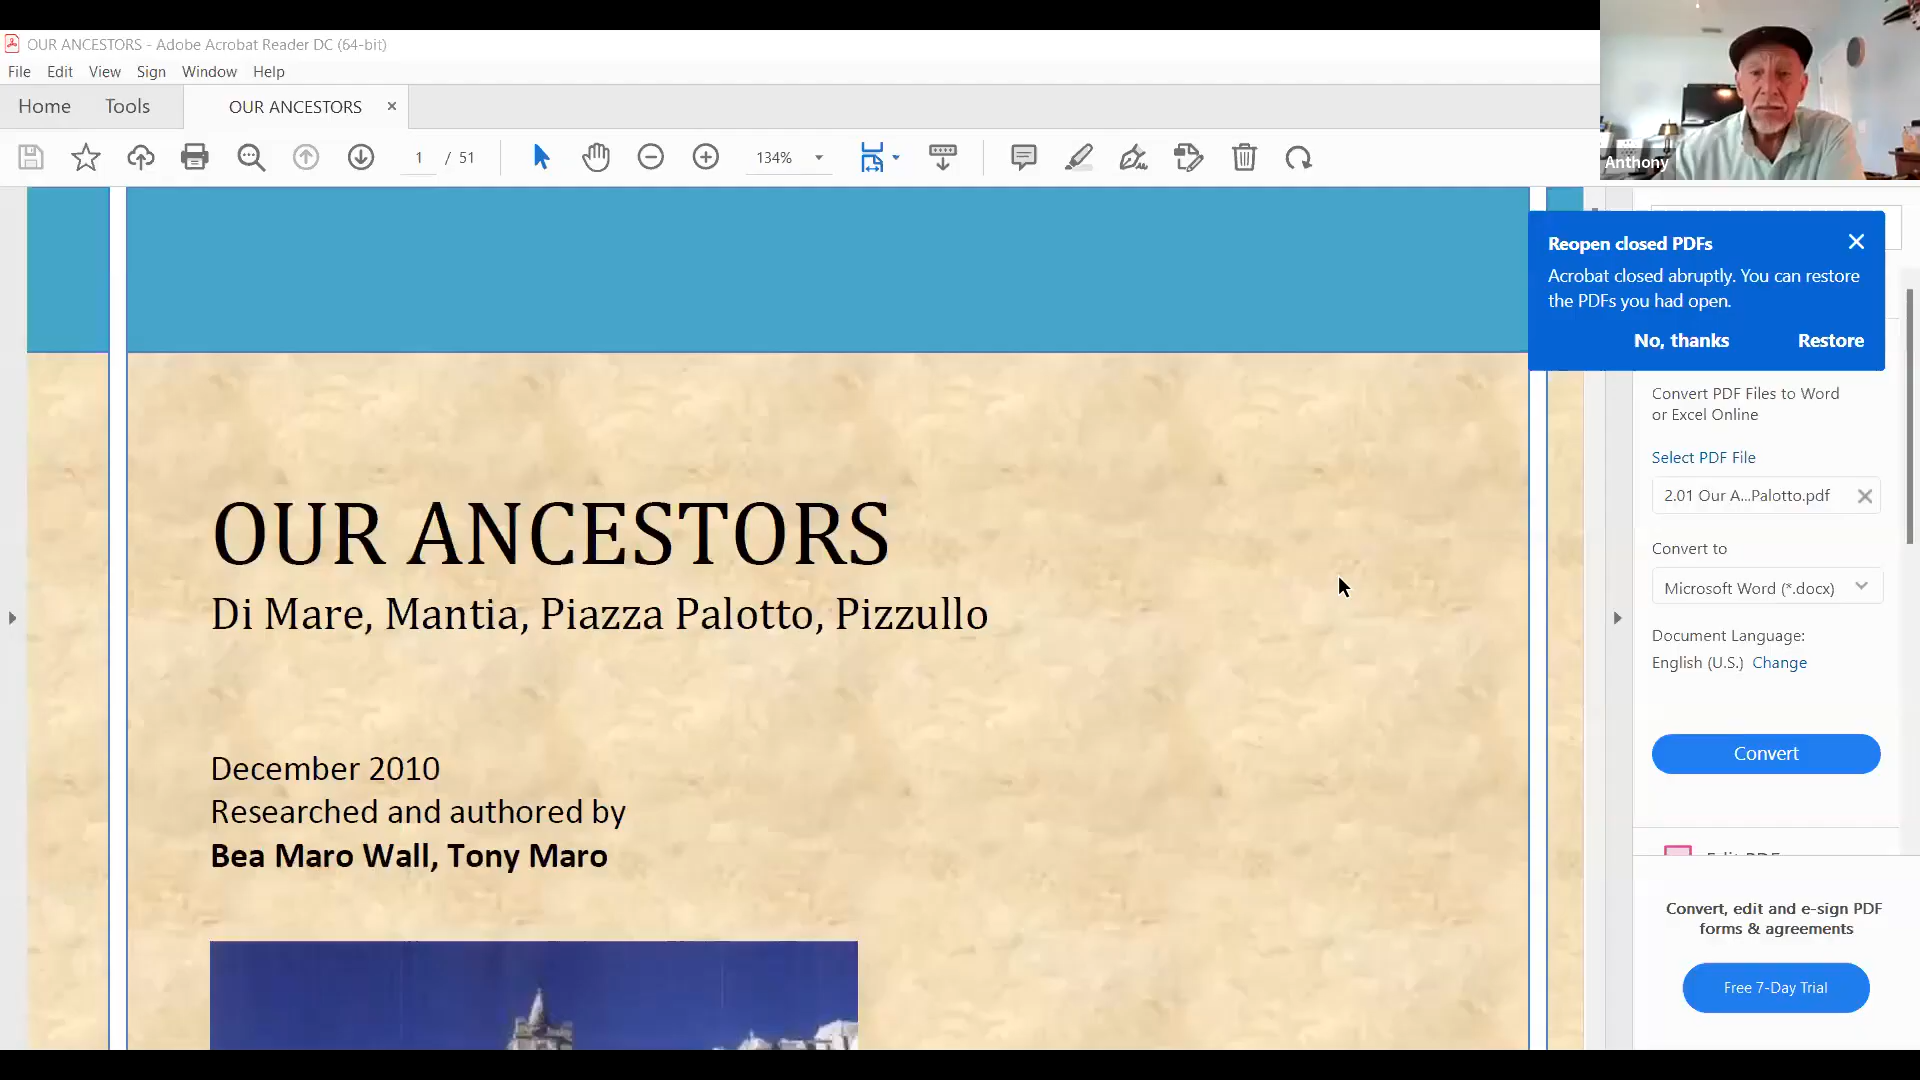 OUR ANCESTORS - Adobe Acrobat Reader DC (64-bit)
File Edit View Sign Window Help
Home Tools OUR ANCESTORS
1 / 51 134%
Anthony
Reopen closed PDFs
Acrobat closed abruptly. You can restore
the PDFs you had open.
No, thanks Restore
OUR ANCESTORS
Di Mare, Mantia, Piazza Palotto, Pizzullo
December 2010
Researched and authored by
Bea Maro Wall, Tony Maro
Convert PDF Files to Word
or Excel Online
Select PDF File
2.01 Our A...Palotto.pdf
Convert to
Microsoft Word (*.docx)
Document Language:
English (U.S.) Change
Convert
Convert, edit and e-sign PDF
forms & agreements
Free 7-Day Trial